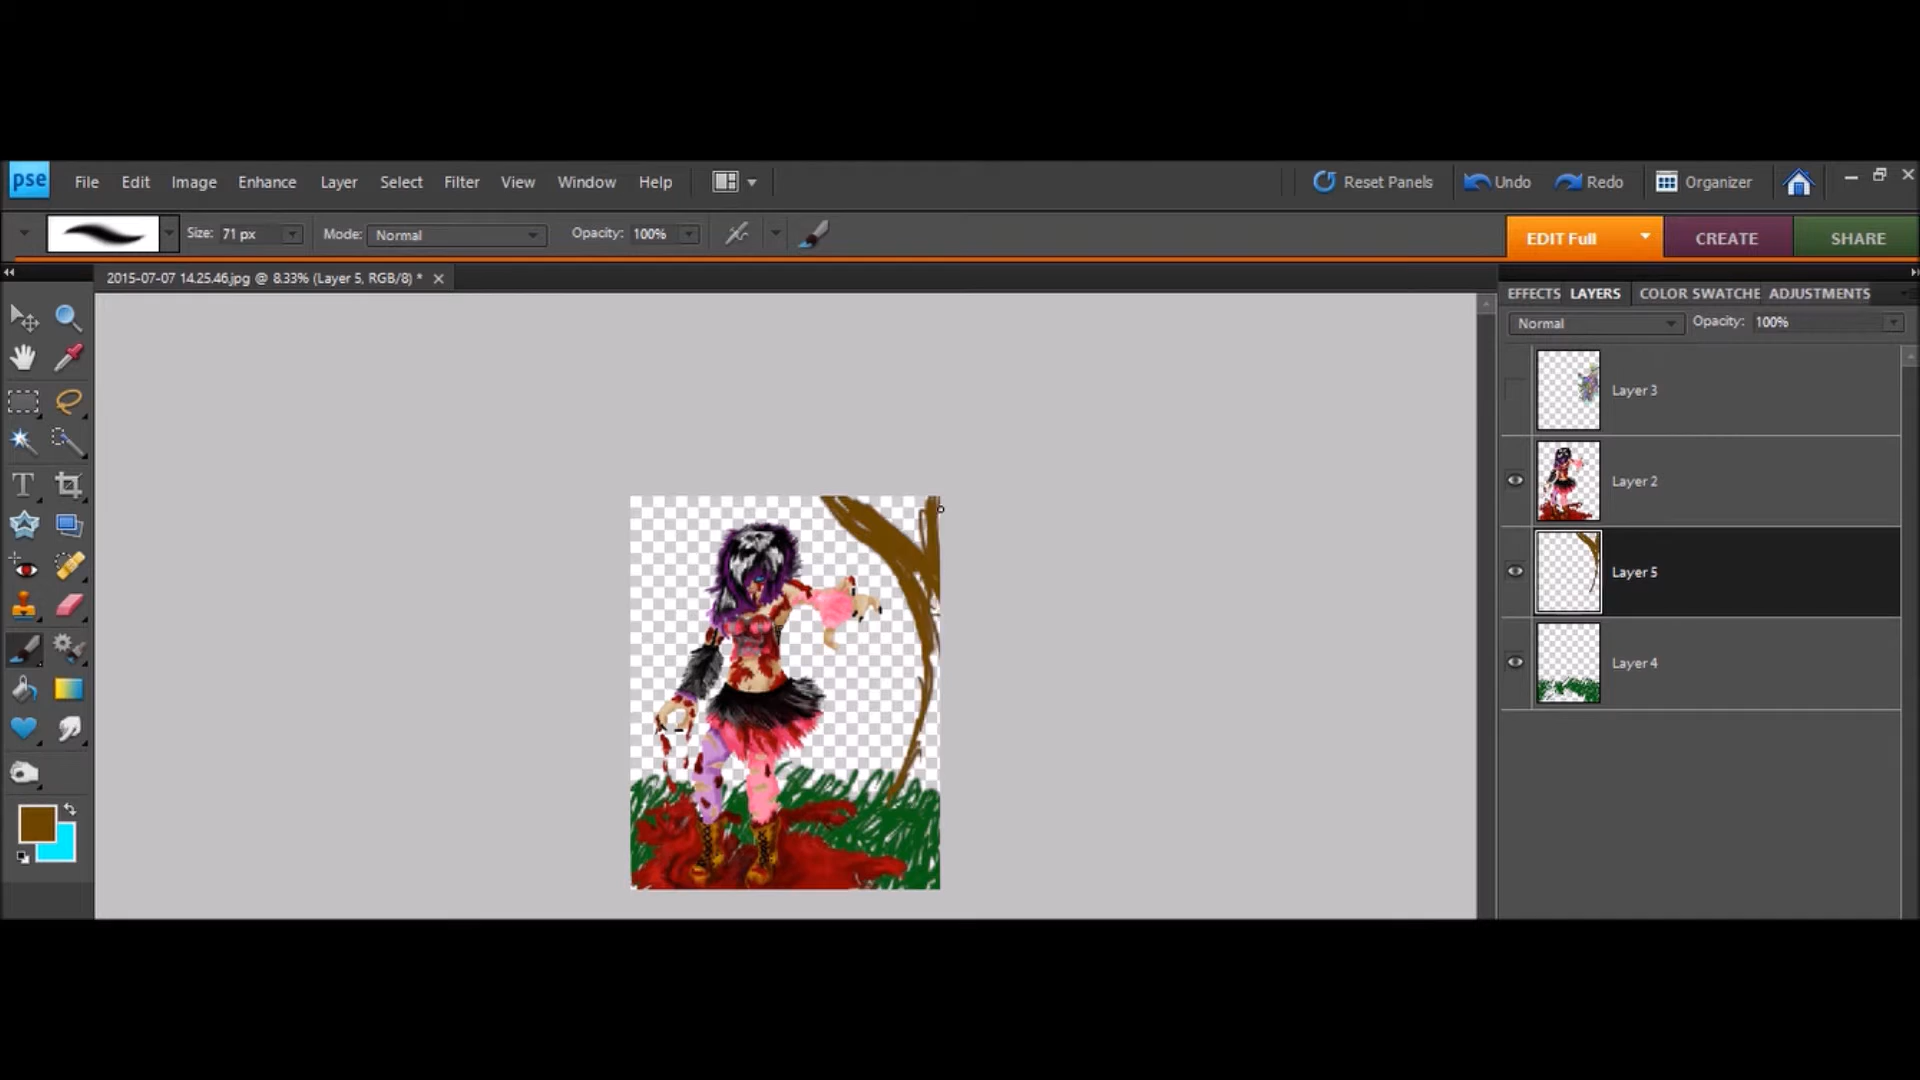 pse File Edit Image Enhance Layer Select Filter View Window Help Reset Panels Undo Redo Organizer
Size: 71 px Mode: Normal Opacity: 100% EDIT Full CREATE SHARE
2015-07-07 14.25.46.jpg @ 8.33% (Layer 5, RGB/8) *
EFFECTS LAYERS COLOR SWATCHE ADJUSTMENTS
Normal Opacity: 100%
Layer 3
Layer 2
Layer 5
Layer 4